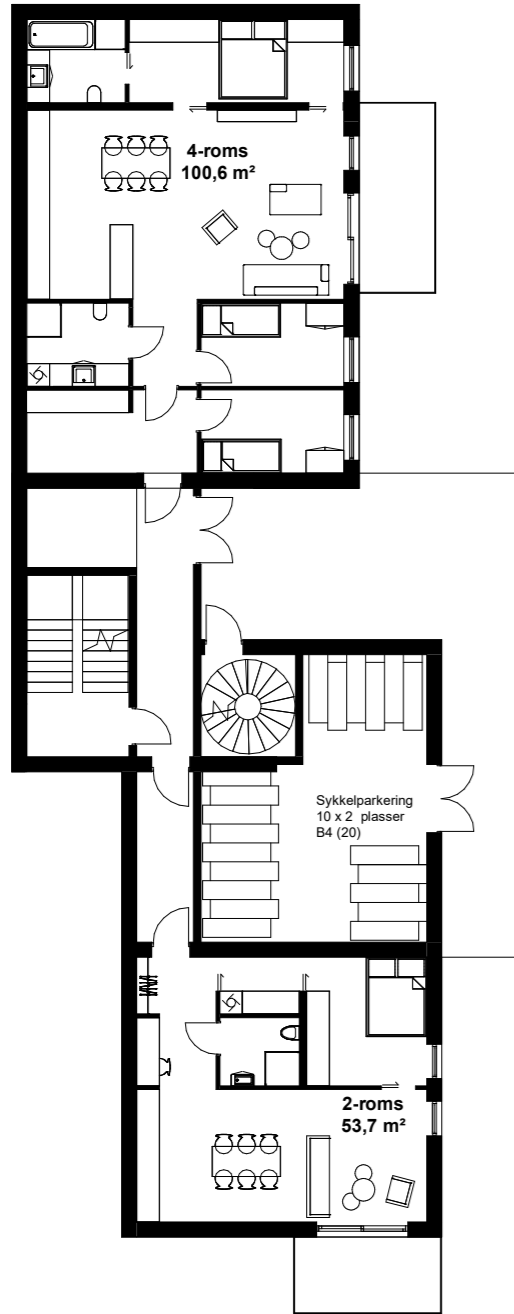 4-roms
100,6 m²
Sykkelparkering
10 x 2 plasser
B4 (20)
2-roms
53,7 m²